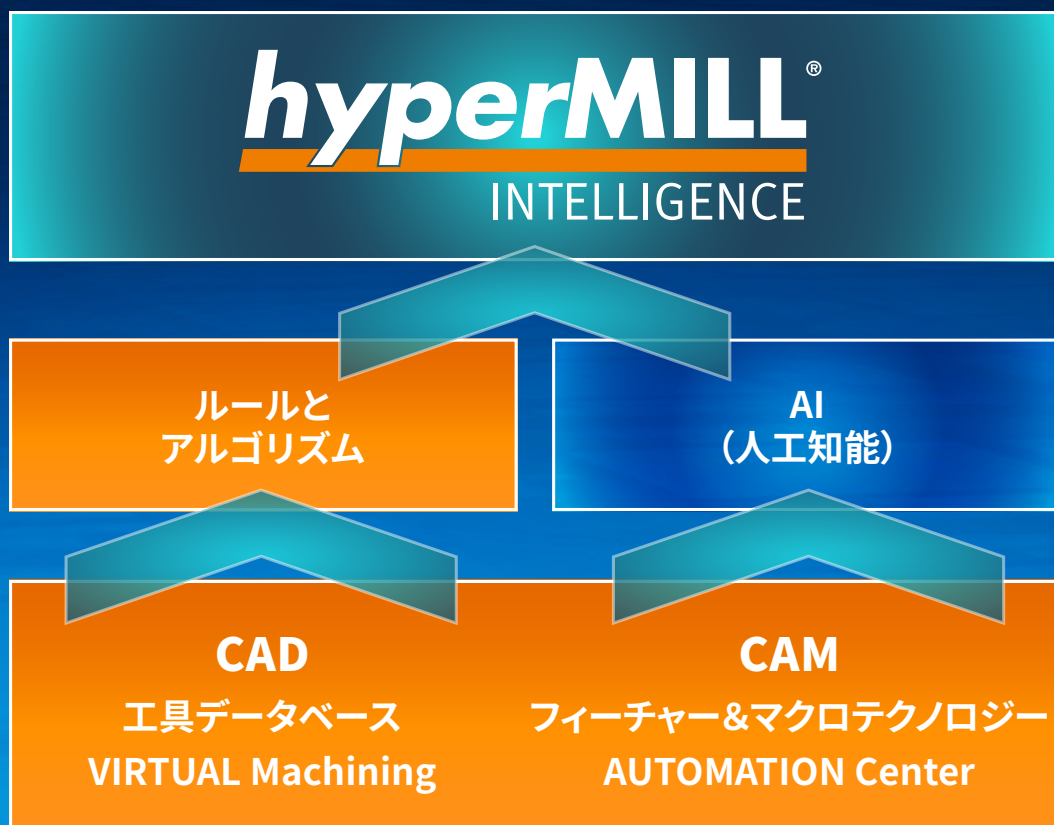 hyperMILL®
INTELLIGENCE
ルールと
アルゴリズム
AI
（人工知能）
CAD
工具データベース
VIRTUAL Machining
CAM
フィーチャー&マクロテクノロジー
AUTOMATION Center